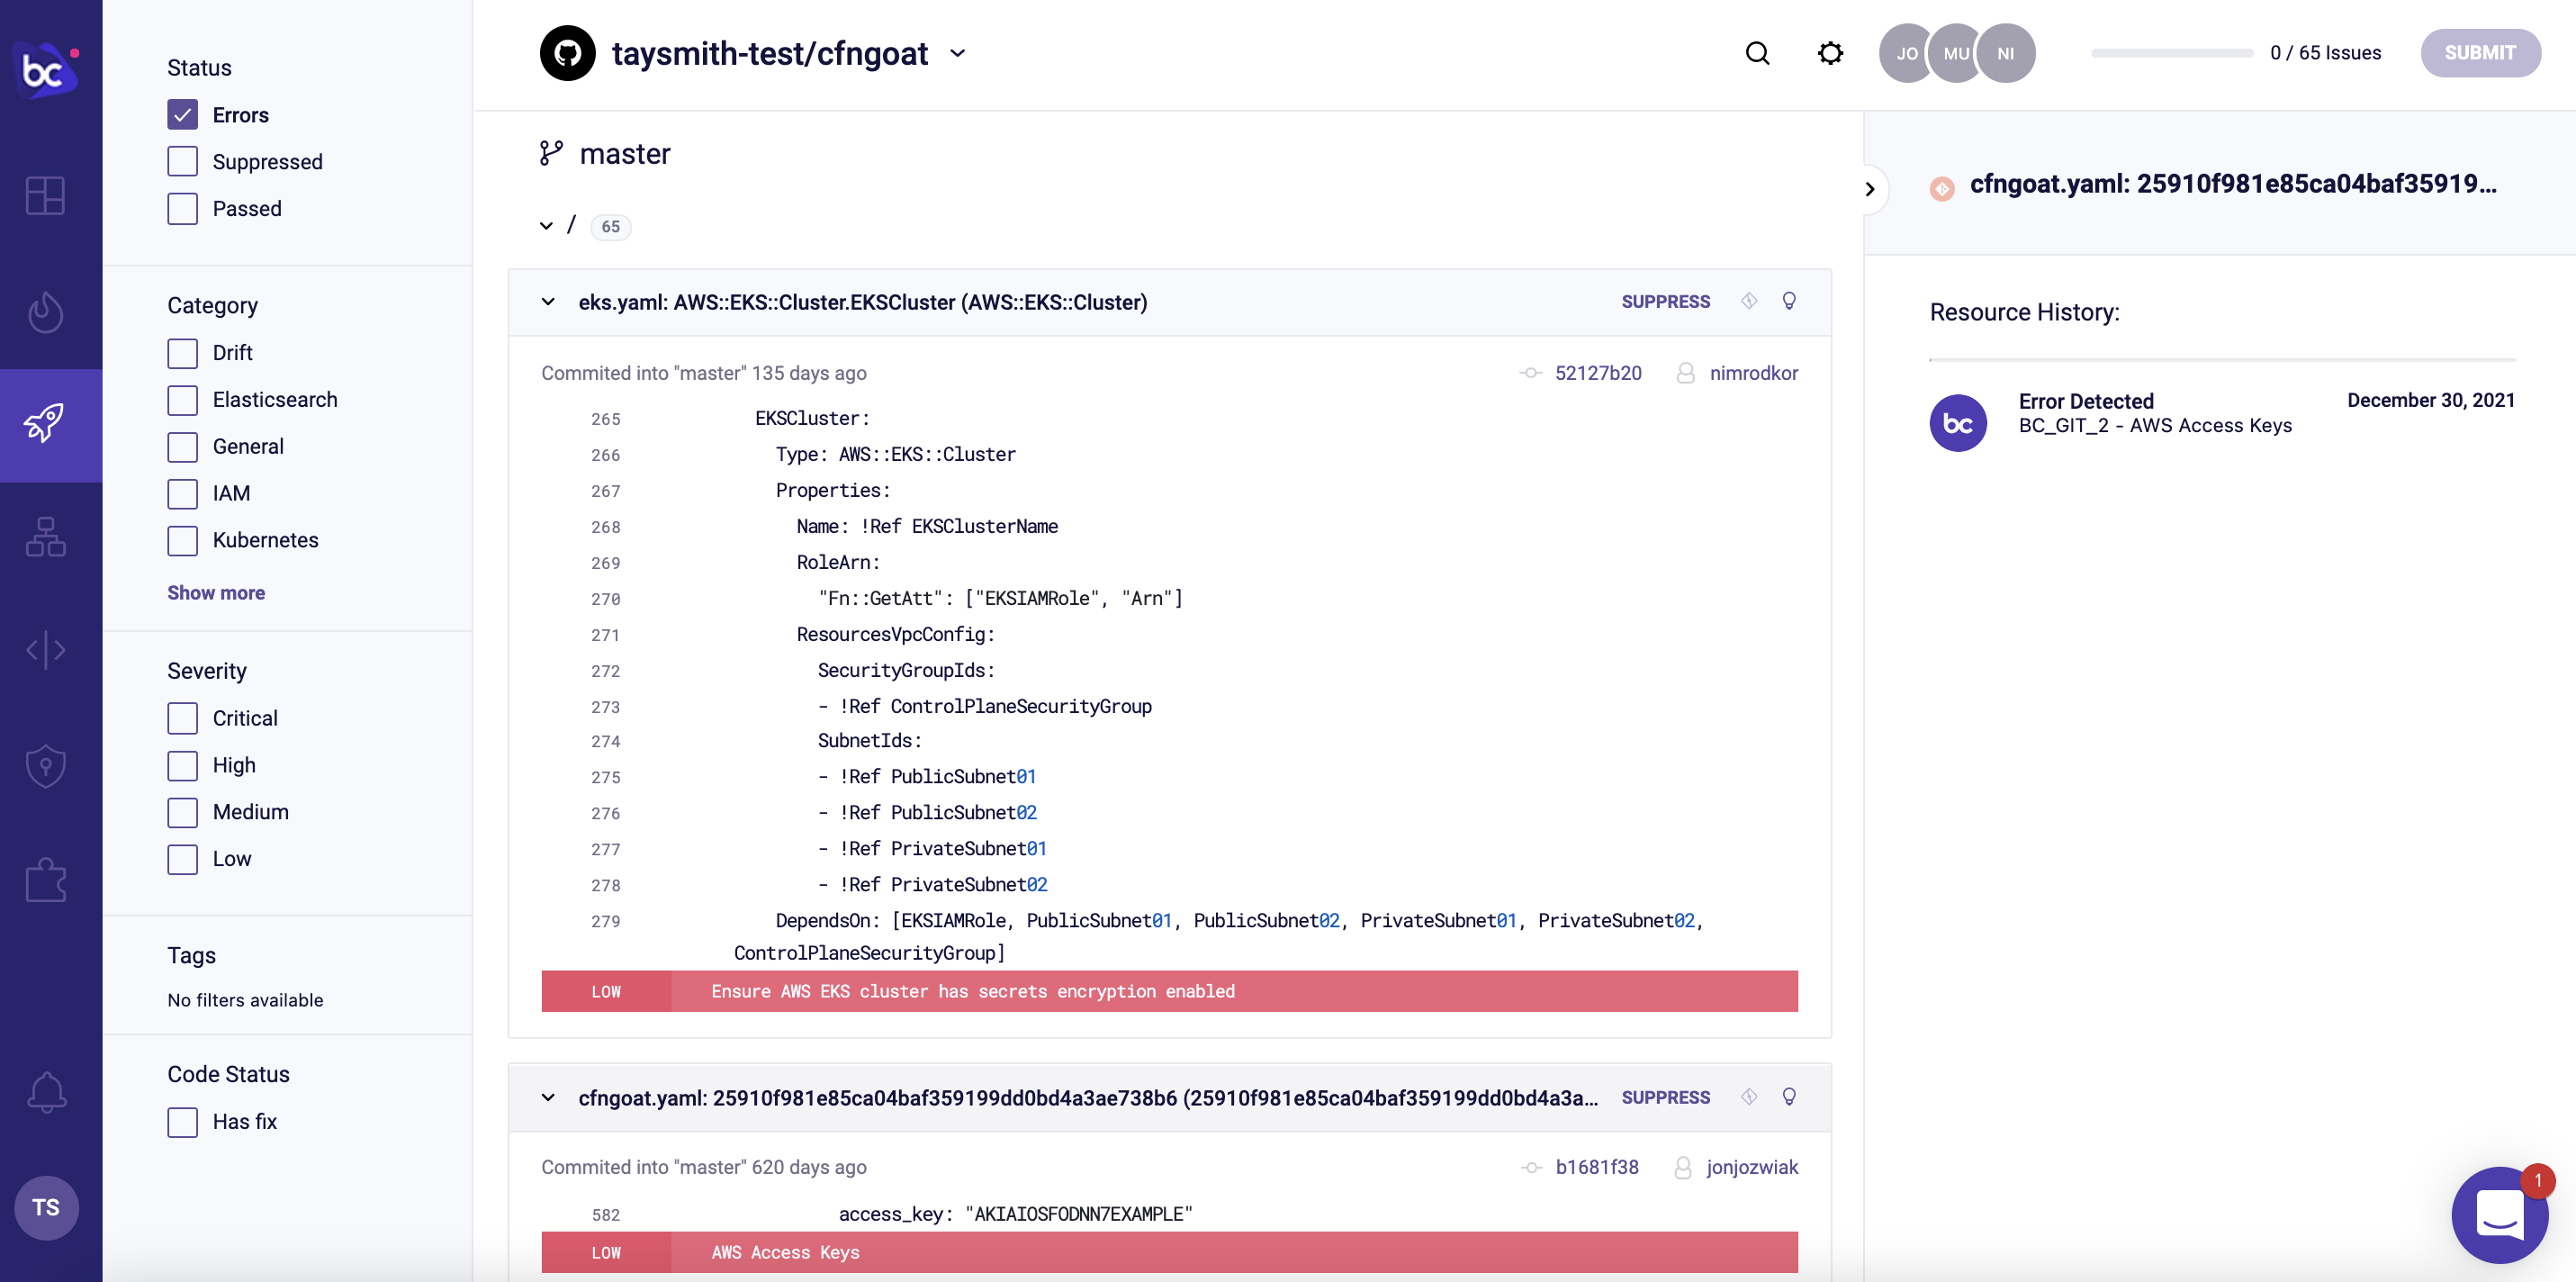 bc
Status
Errors
Suppressed
Passed
Category
Drift
Elasticsearch
General
IAM
Kubernetes
Show more
Severity
Critical
High
Medium
Low
Tags
No filters available
Code Status
Has fix
TS
taysmith-test/cfngoat
JO MU NI
0 / 65 Issues
SUBMIT
master
/ 65
eks.yaml: AWS::EKS::Cluster.EKSCluster (AWS::EKS::Cluster) SUPPRESS
Commited into "master" 135 days ago 52127b20 nimrodkor
265 EKSCluster:
266 Type: AWS::EKS::Cluster
267 Properties:
268 Name: !Ref EKSClusterName
269 RoleArn:
270 "Fn::GetAtt": ["EKSIAMRole", "Arn"]
271 ResourcesVpcConfig:
272 SecurityGroupIds:
273 - !Ref ControlPlaneSecurityGroup
274 SubnetIds:
275 - !Ref PublicSubnet01
276 - !Ref PublicSubnet02
277 - !Ref PrivateSubnet01
278 - !Ref PrivateSubnet02
279 DependsOn: [EKSIAMRole, PublicSubnet01, PublicSubnet02, PrivateSubnet01, PrivateSubnet02,
ControlPlaneSecurityGroup]
LOW Ensure AWS EKS cluster has secrets encryption enabled
cfngoat.yaml: 25910f981e85ca04baf359199dd0bd4a3ae738b6 (25910f981e85ca04baf359199dd0bd4a3a... SUPPRESS
Commited into "master" 620 days ago b1681f38 jonjozwiak
582 access_key: "AKIAIOSFODNN7EXAMPLE"
LOW AWS Access Keys
cfngoat.yaml: 25910f981e85ca04baf35919...
Resource History:
bc
Error Detected December 30, 2021
BC_GIT_2 - AWS Access Keys
1